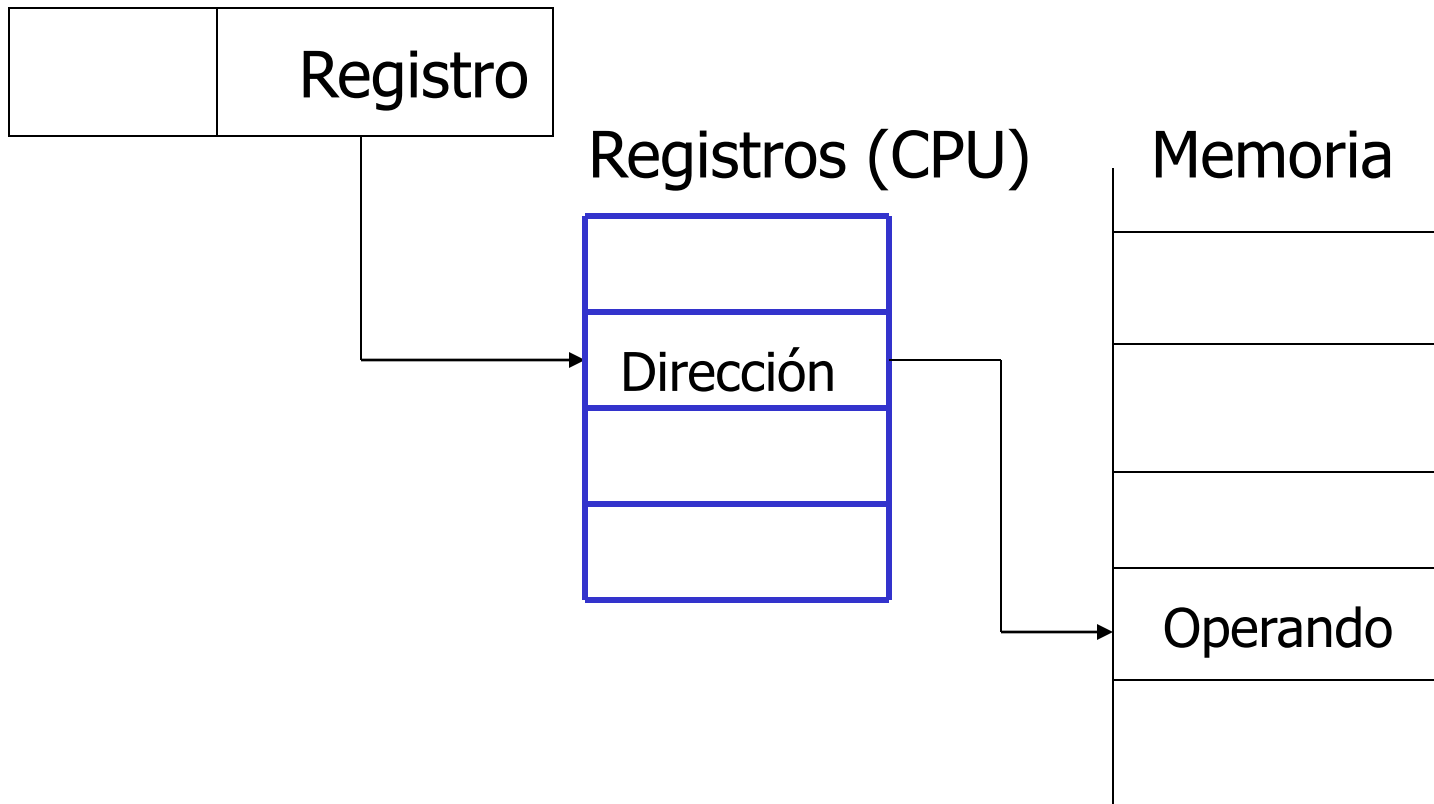 Registro
Registros (CPU)
Memoria
Dirección
Operando